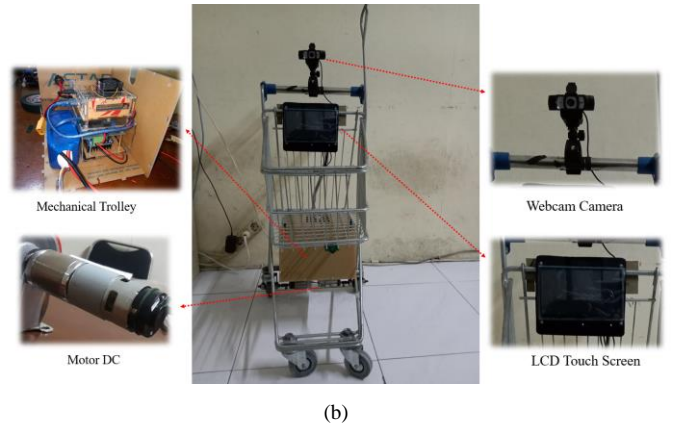 Mechanical Trolley
Motor DC
Webcam Camera
LCD Touch Screen
(b)